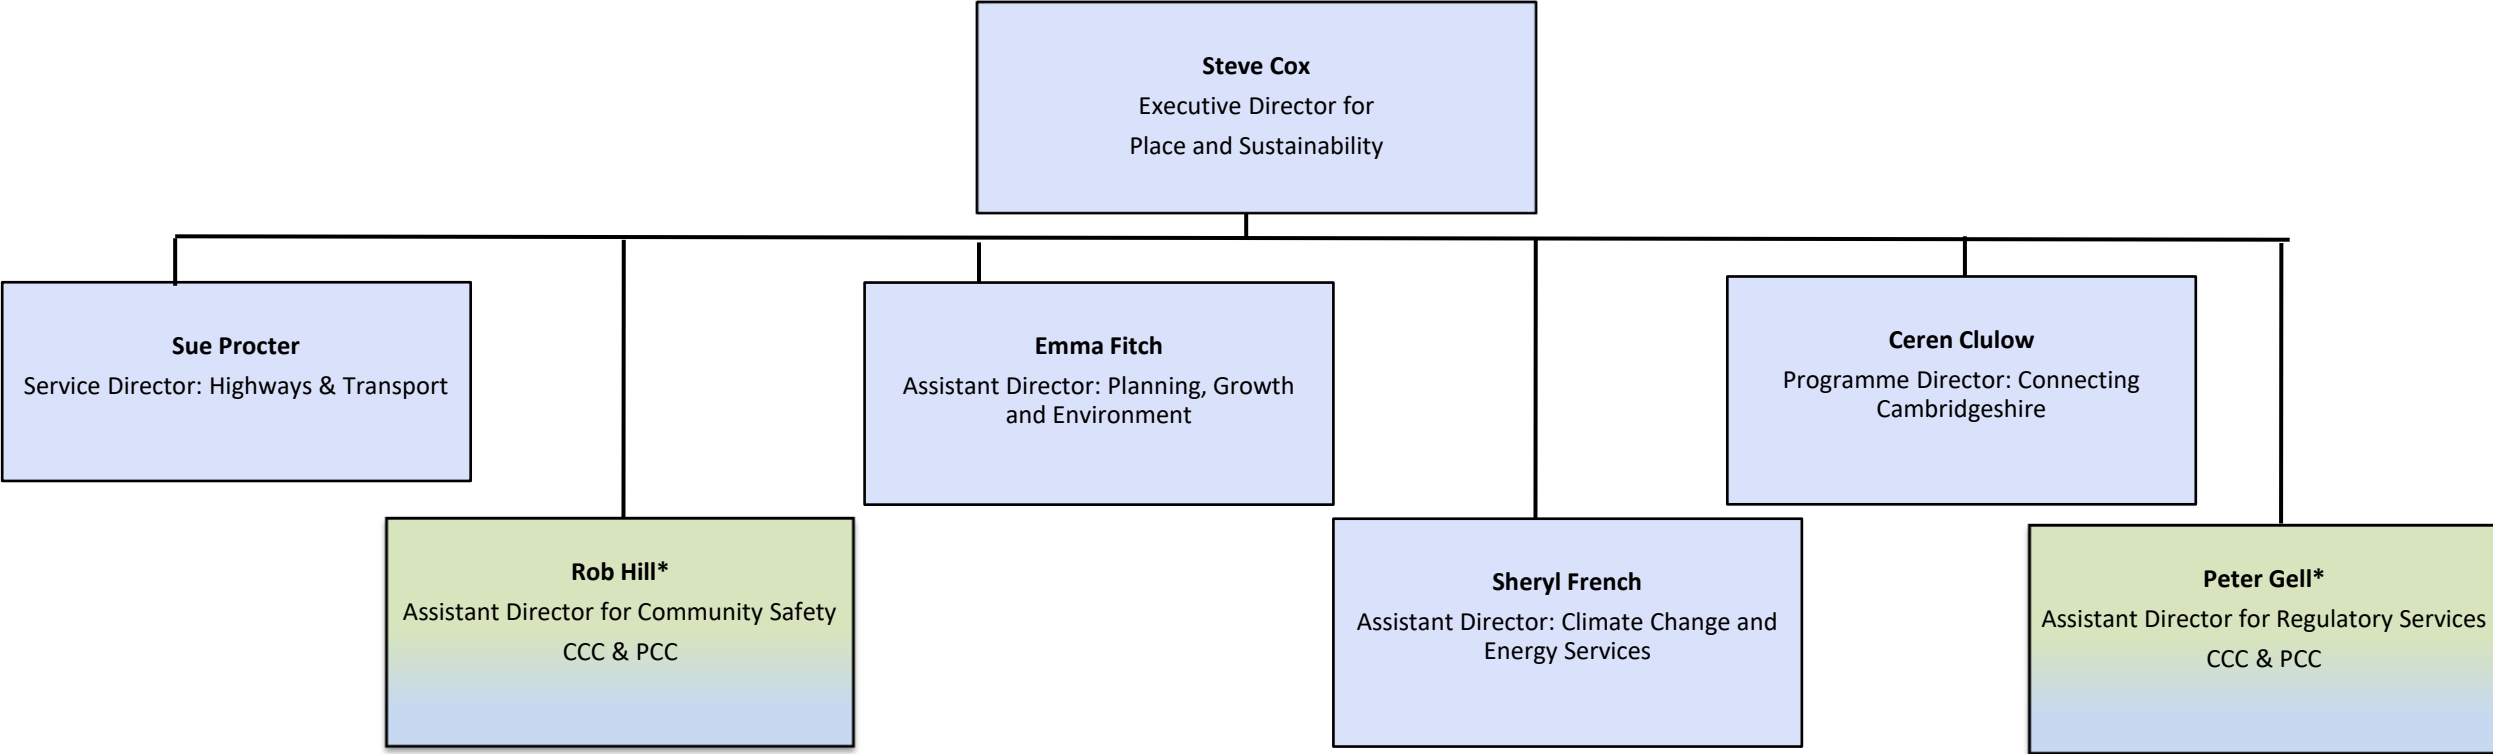 Steve Cox
Executive Director for
Place and Sustainability
Sue Procter
Service Director: Highways & Transport
Emma Fitch
Assistant Director: Planning, Growth
and Environment
Ceren Clulow
Programme Director: Connecting
Cambridgeshire
Rob Hill*
Assistant Director for Community Safety
CCC & PCC
Sheryl French
Assistant Director: Climate Change and
Energy Services
Peter Gell*
Assistant Director for Regulatory Services
CCC & PCC